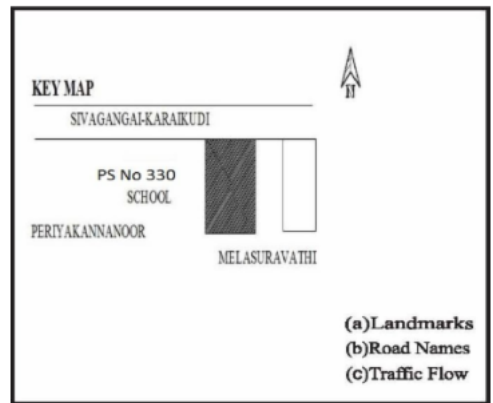 N
KEY MAP
SIVAGANGAI-KARAIKUDI
PS No 330
SCHOOL
PERIYAKANNANOOR
MELASURAVATHI
(a)Landmarks
(b)Road Names
(c)Traffic Flow